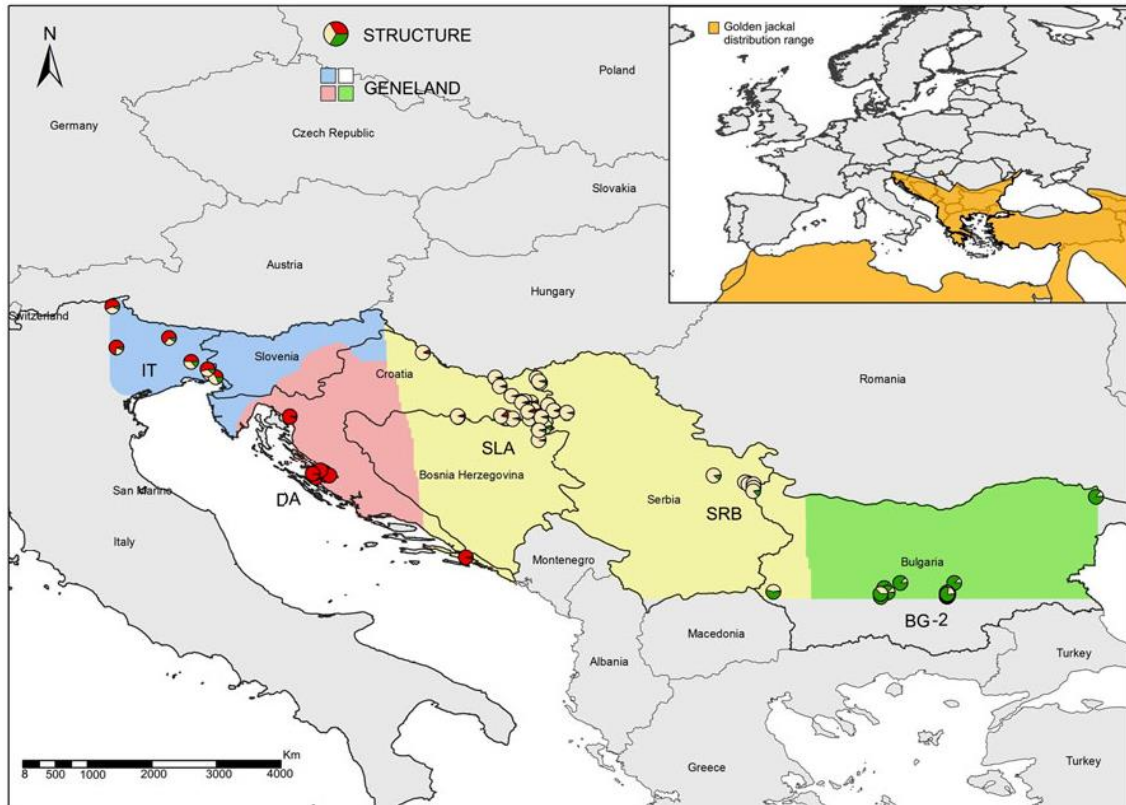 N
STRUCTURE
GENELAND
Golden jackal
distribution range
Poland
Germany
Czech Republic
Slovakia
Austria
Hungary
Switzerland
Slovenia
IT
Croatia
Romania
SLA
Bosnia Herzegovina
San Marino
DA
Serbia
SRB
Italy
Montenegro
Bulgaria
BG-2
Macedonia
Albania
Turkey
Greece
Turkey
Km
8 500 1000 2000 3000 4000